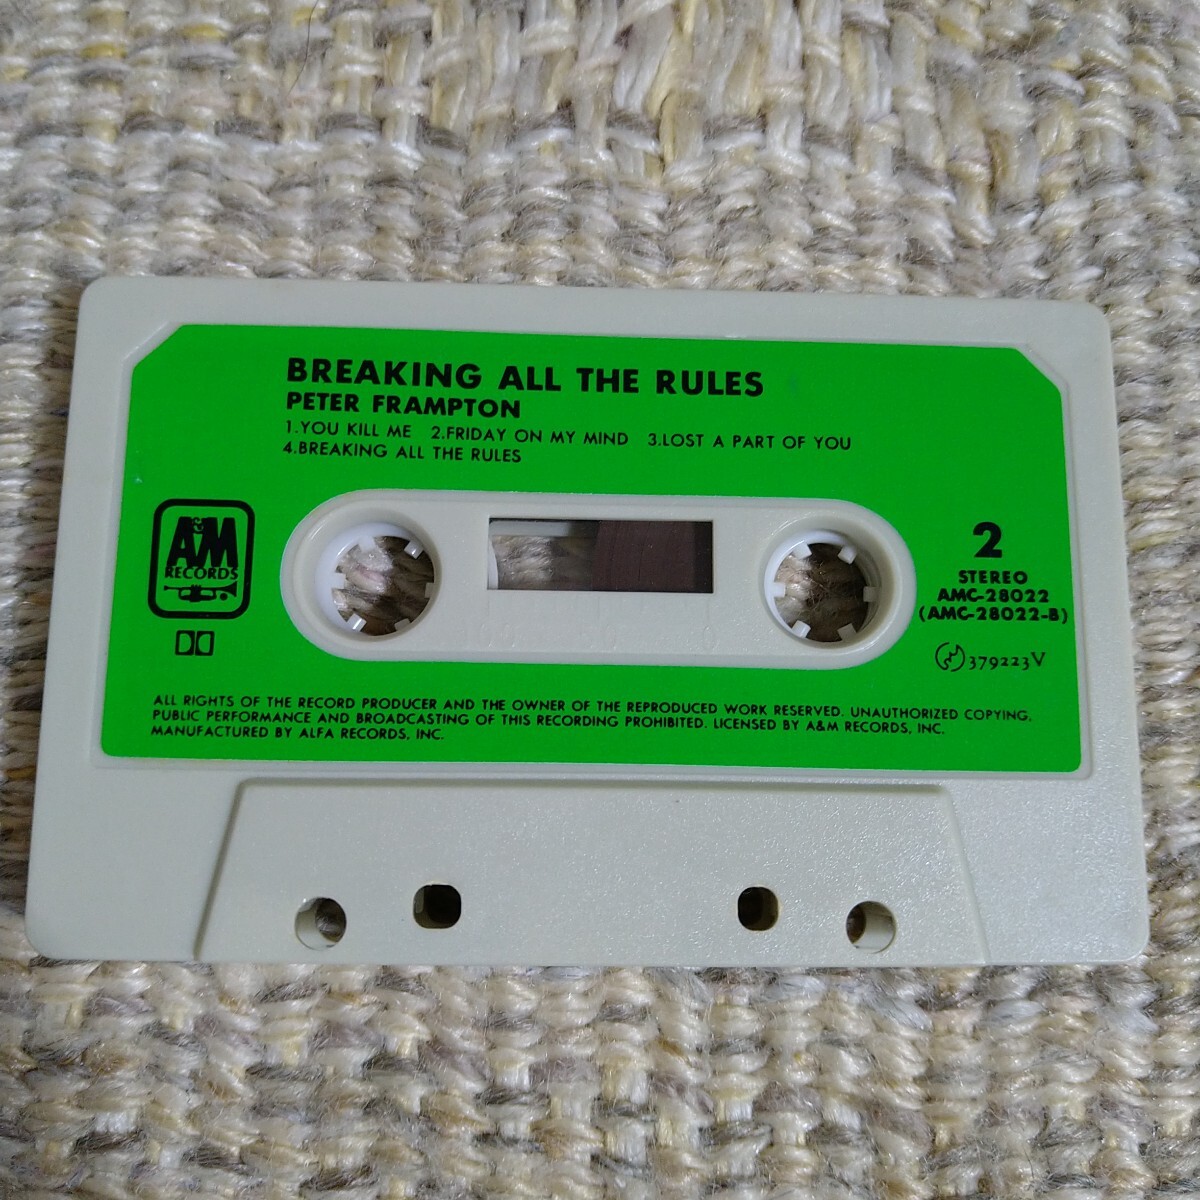 BREAKING ALL THE RULES
PETER FRAMPTON
1.YOU KILL ME 2.FRIDAY ON MY MIND 3.LOST A PART OF YOU
4.BREAKING ALL THE RULES
A&M
RECORDS
2
STEREO
AMC-28022
(AMC-28022-B)
379223V
ALL RIGHTS OF THE RECORD PRODUCER AND THE OWNER OF THE REPRODUCED WORK RESERVED. UNAUTHORIZED COPYING,
PUBLIC PERFORMANCE AND BROADCASTING OF THIS RECORDING PROHIBITED. LICENSED BY A&M RECORDS, INC.
MANUFACTURED BY ALFA RECORDS, INC.